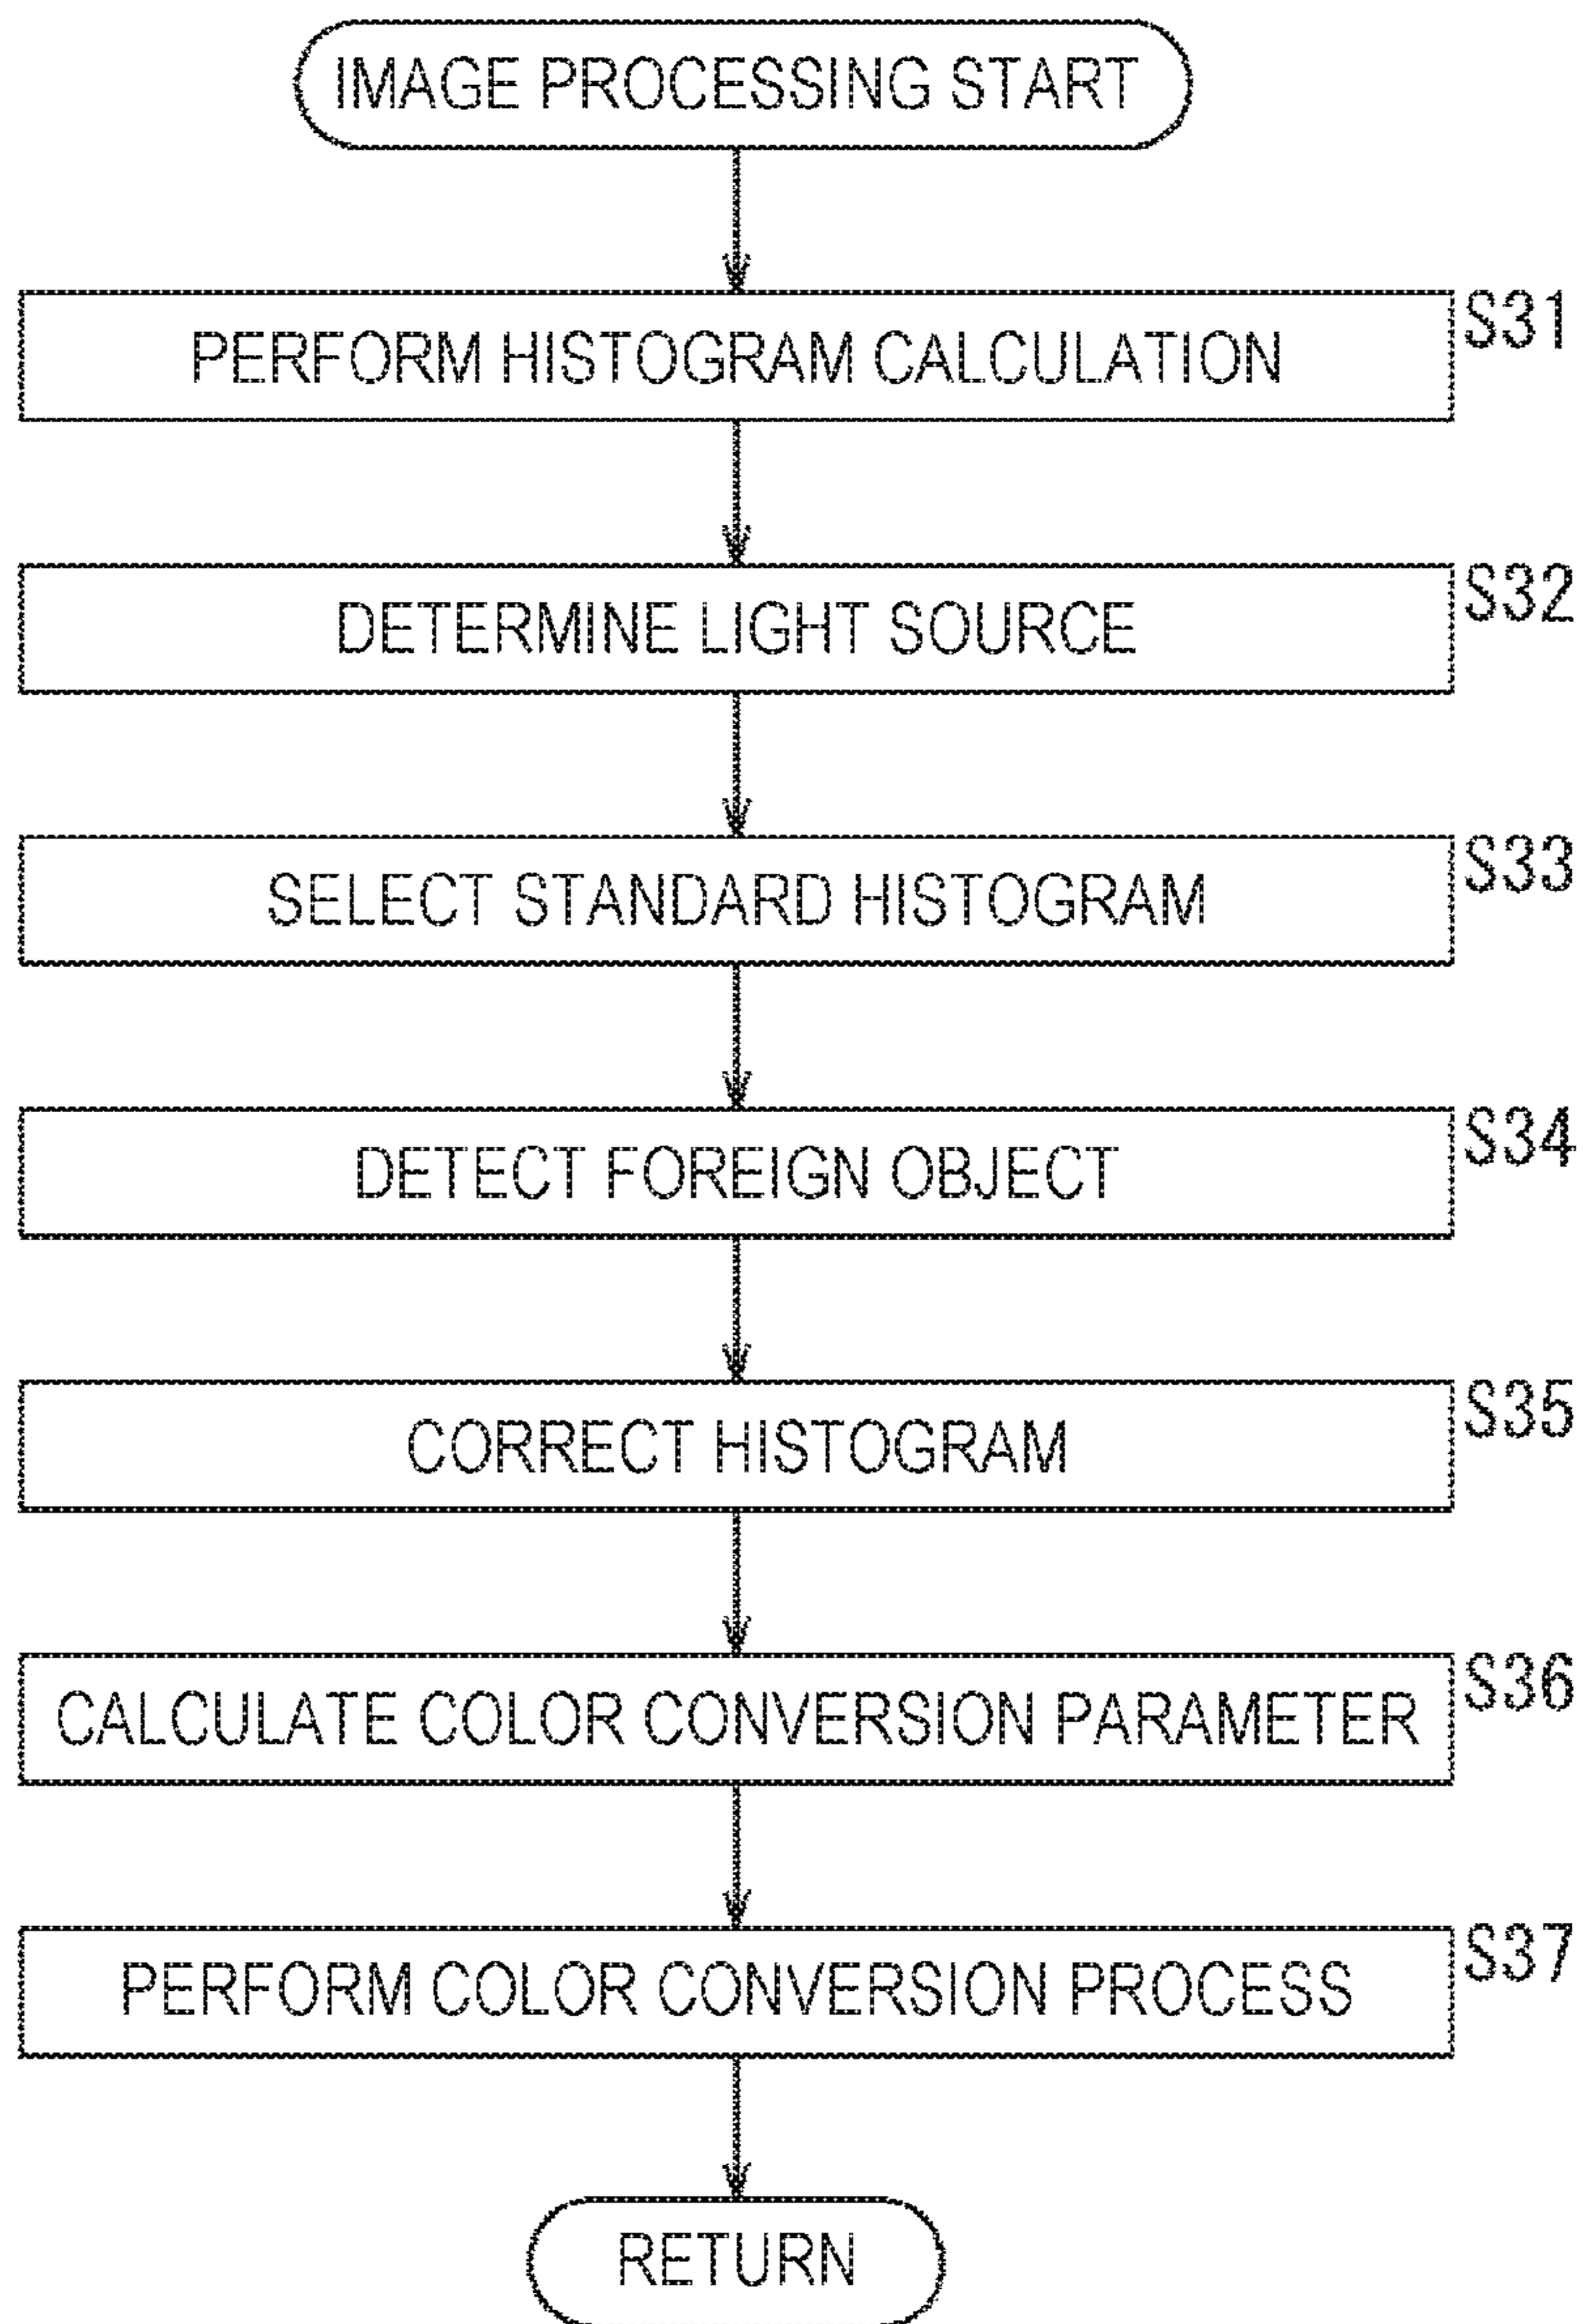 IMAGE PROCESSING START
S31
PERFORM HISTOGRAM CALCULATION
S32
DETERMINE LIGHT SOURCE
S33
SELECT STANDARD HISTOGRAM
S34
DETECT FOREIGN OBJECT
S35
CORRECT HISTOGRAM
S36
CALCULATE COLOR CONVERSION PARAMETER
S37
PERFORM COLOR CONVERSION PROCESS
RETURN